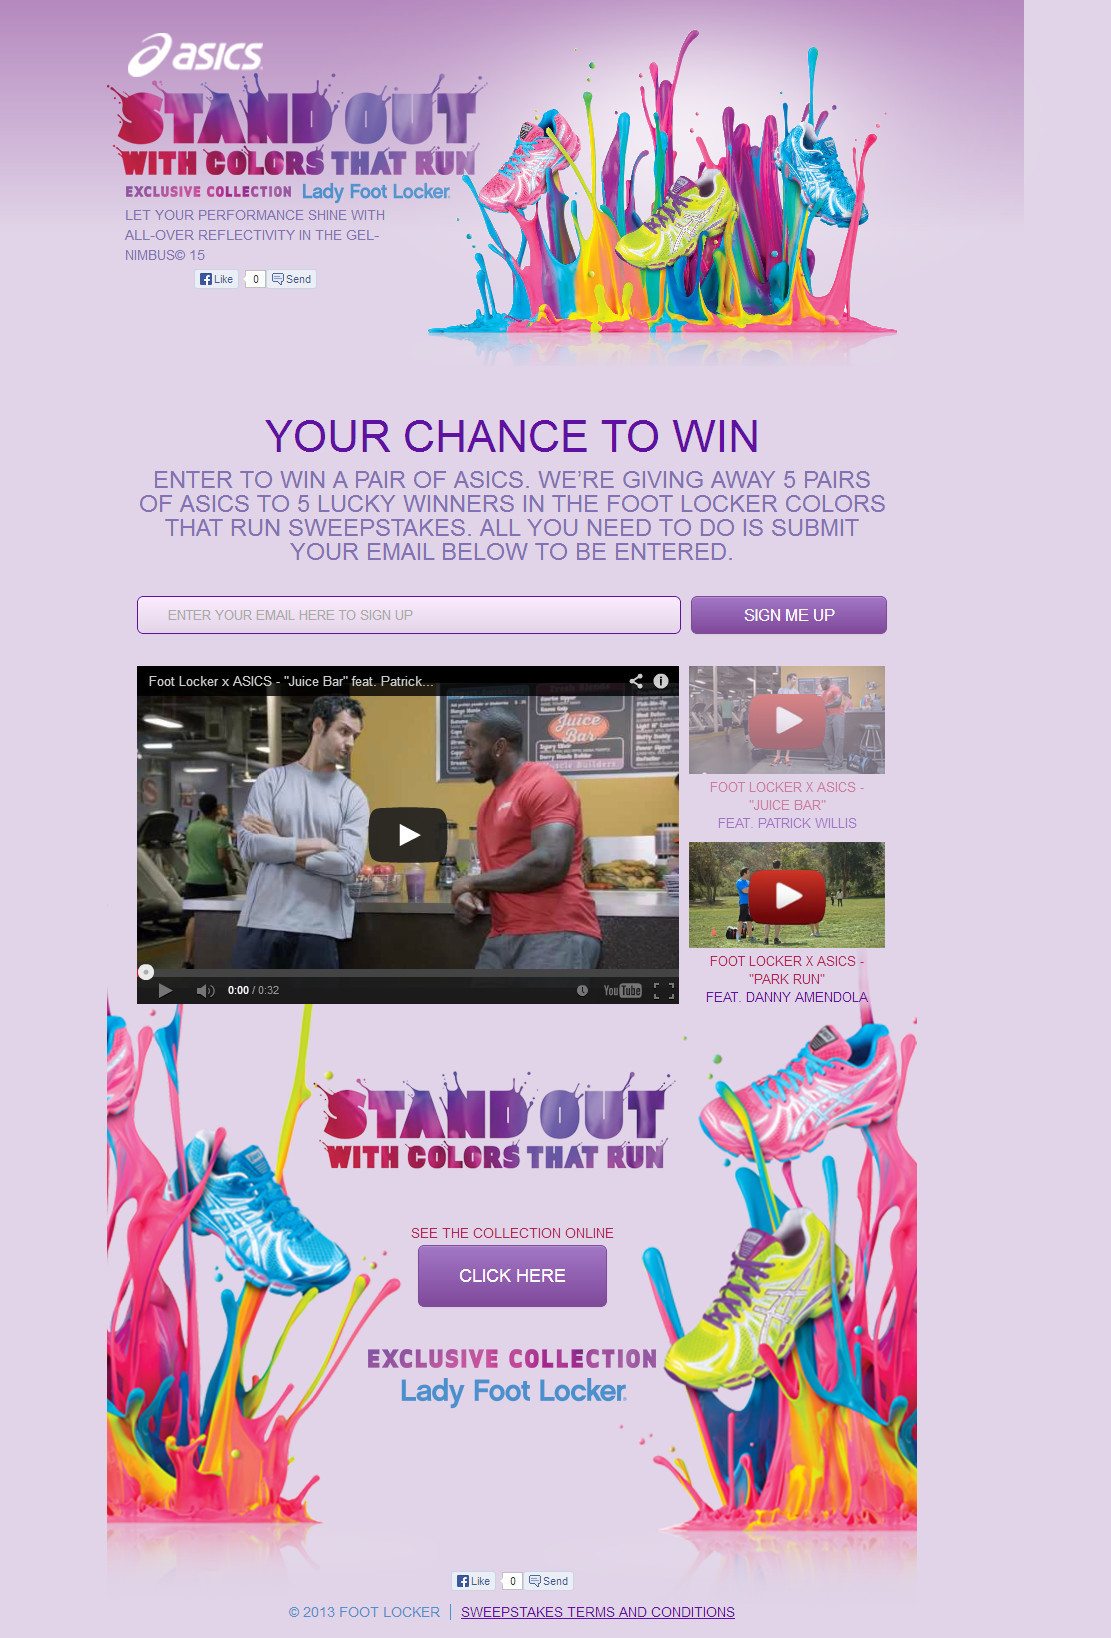 asics
STAND OUT
WITH COLORS THAT RUN
EXCLUSIVE COLLECTION Lady Foot Locker
LET YOUR PERFORMANCE SHINE WITH
ALL-OVER REFLECTIVITY IN THE GEL-
NIMBUS© 15
Like 0 Send
YOUR CHANCE TO WIN
ENTER TO WIN A PAIR OF ASICS. WE'RE GIVING AWAY 5 PAIRS
OF ASICS TO 5 LUCKY WINNERS IN THE FOOT LOCKER COLORS
THAT RUN SWEEPSTAKES. ALL YOU NEED TO DO IS SUBMIT
YOUR EMAIL BELOW TO BE ENTERED.
ENTER YOUR EMAIL HERE TO SIGN UP
SIGN ME UP
Foot Locker x ASICS - "Juice Bar" feat. Patrick...
Juice
Bar
0:00 / 0:32
YouTube
FOOT LOCKER X ASICS -
"JUICE BAR"
FEAT. PATRICK WILLIS
FOOT LOCKER X ASICS -
"PARK RUN"
FEAT. DANNY AMENDOLA
STAND OUT
WITH COLORS THAT RUN
SEE THE COLLECTION ONLINE
CLICK HERE
EXCLUSIVE COLLECTION
Lady Foot Locker
Like 0 Send
© 2013 FOOT LOCKER | SWEEPSTAKES TERMS AND CONDITIONS